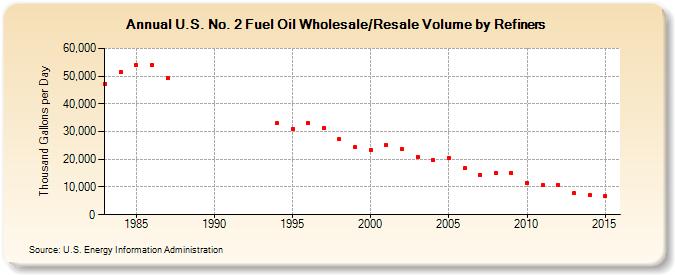 Annual U.S. No. 2 Fuel Oil Wholesale/Resale Volume by Refiners
Thousand Gallons per Day
60,000
50,000
40,000
30,000
20,000
10,000
0
1985 1990 1995 2000 2005 2010 2015
Source: U.S. Energy Information Administration